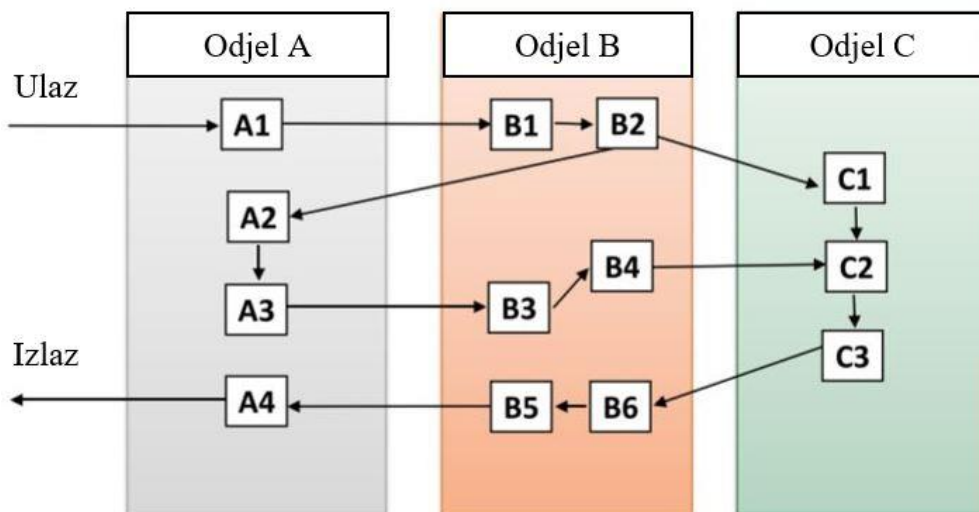 Odjel A
Odjel B
Odjel C
Ulaz
A1
B1
B2
C1
A2
B4
C2
A3
B3
Izlaz
C3
A4
B5
B6